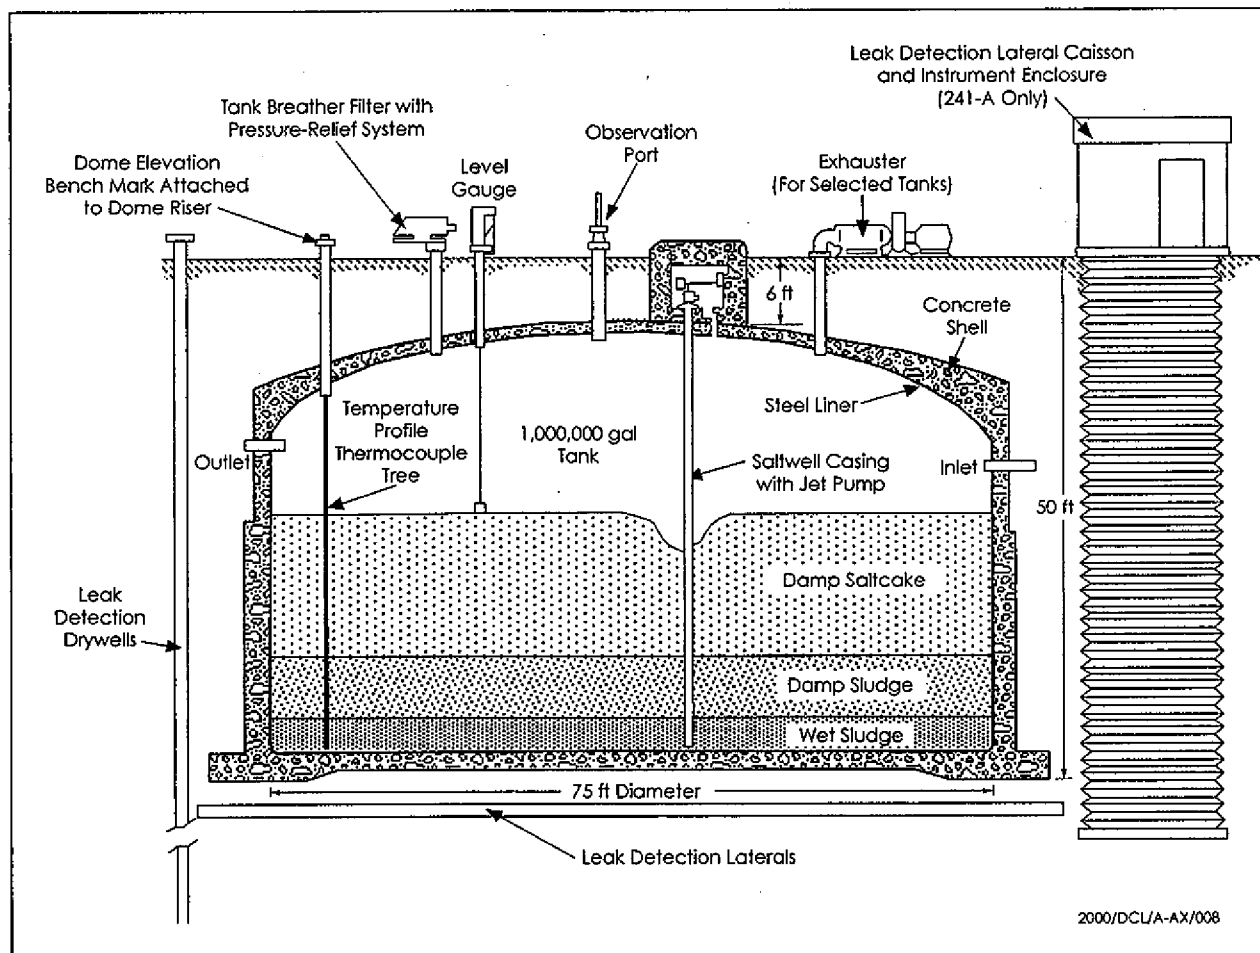 Leak Detection Lateral Caisson
and Instrument Enclosure
(241-A Only)
Tank Breather Filter with
Pressure-Relief System
Observation
Port
Dome Elevation
Bench Mark Attached
to Dome Riser
Level
Gauge
Exhauster
(For Selected Tanks)
6 ft
Concrete
Shell
Steel Liner
Temperature
Profile
Thermocouple
Tree
1,000,000 gal
Tank
Outlet
Saltwell Casing
with Jet Pump
Inlet
50 ft
Damp Saltcake
Leak
Detection
Drywells
Damp Sludge
Wet Sludge
75 ft Diameter
Leak Detection Laterals
2000/DCL/A-AX/008